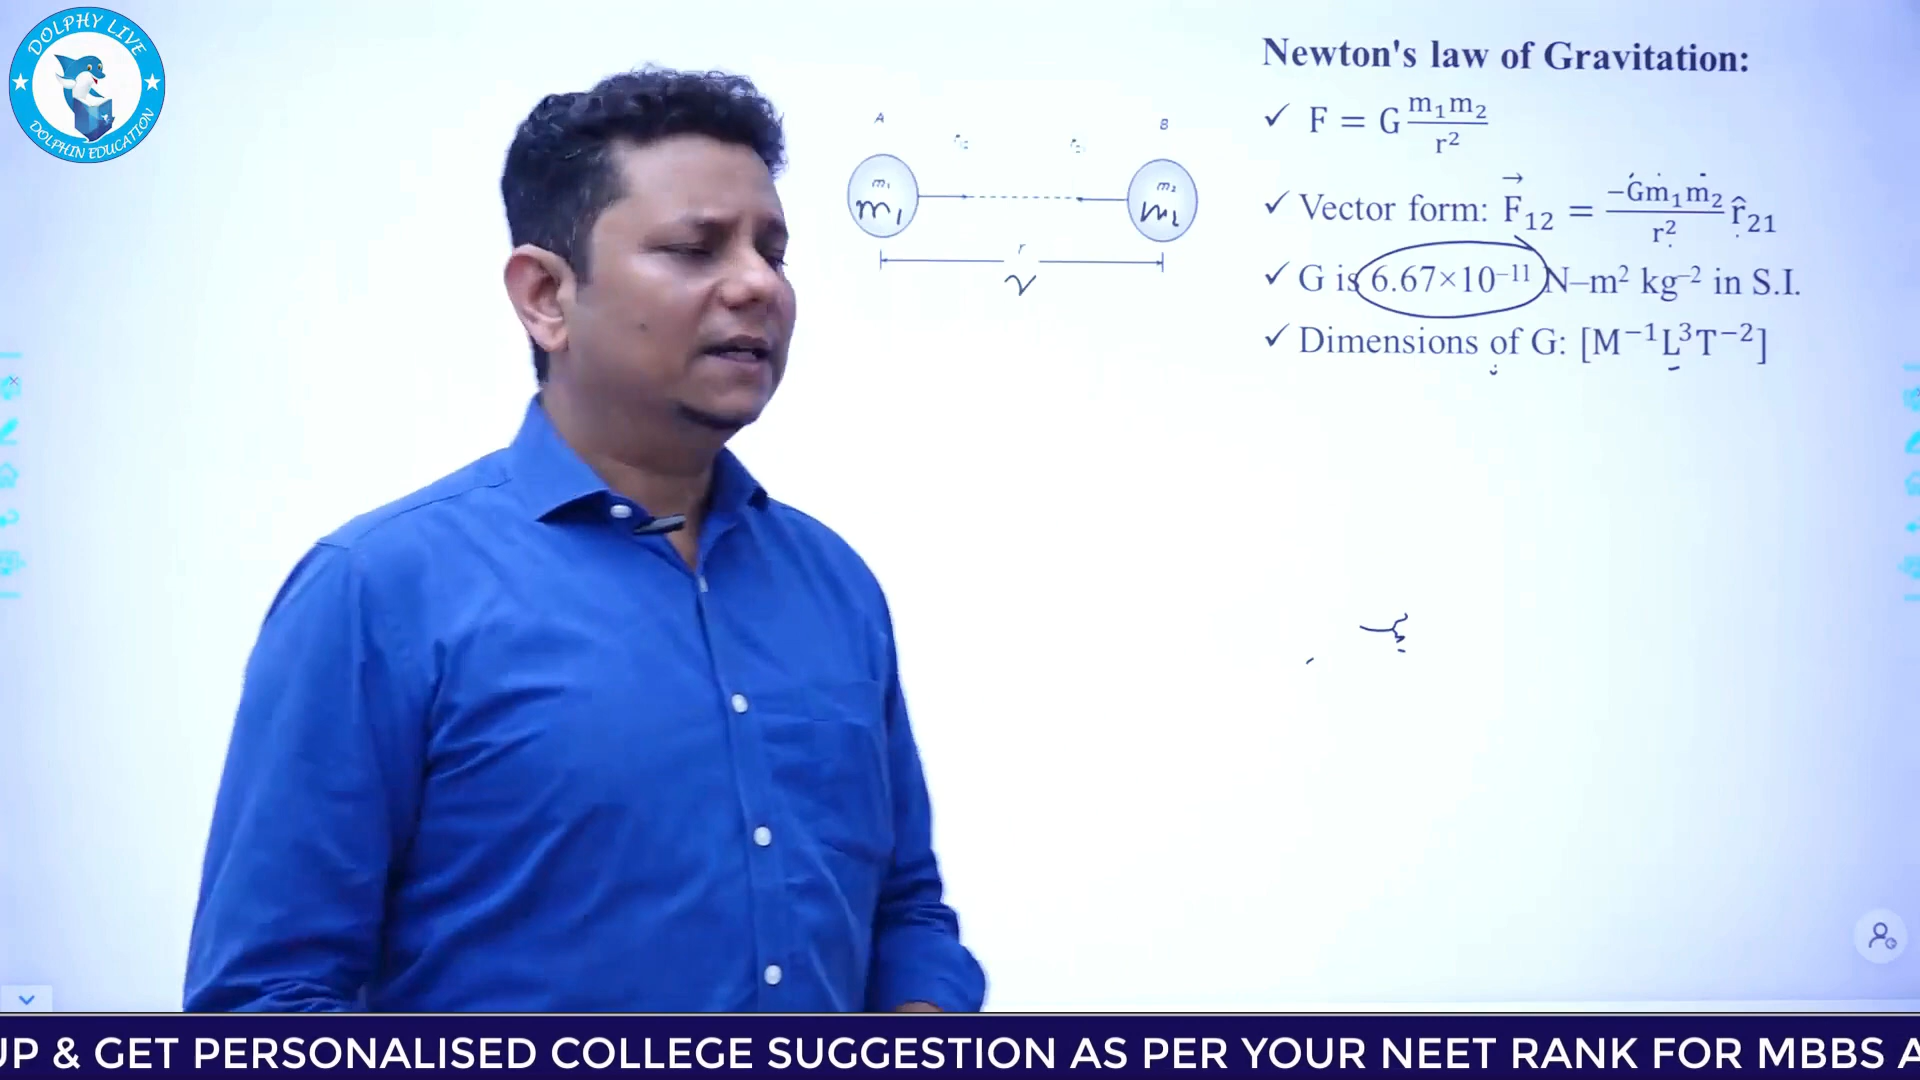 DOLPHY LIVE
DOLPHIN EDUCATION
Newton's law of Gravitation:
✓ F = G m₁m₂ / r²
✓ Vector form: F⃗₁₂ = −Gm₁m₂ / r² r̂₂₁
✓ G is 6.67×10⁻¹¹ N–m² kg⁻² in S.I.
✓ Dimensions of G: [M⁻¹L³T⁻²]
A
B
m₁
m₁
m₂
m₂
r
r
UP & GET PERSONALISED COLLEGE SUGGESTION AS PER YOUR NEET RANK FOR MBBS A